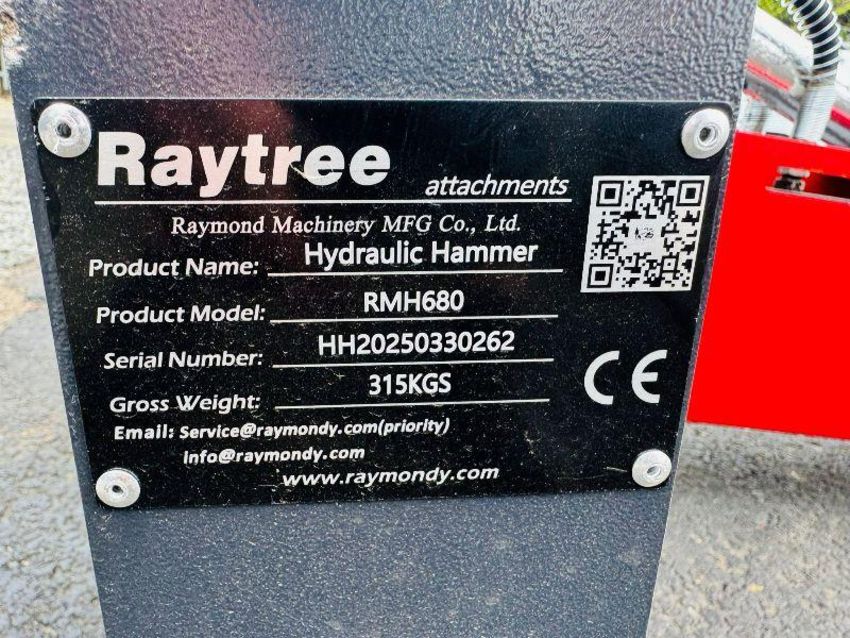 Raytree attachments
Raymond Machinery MFG Co., Ltd.
Product Name: Hydraulic Hammer
Product Model: RMH680
Serial Number: HH20250330262
Gross Weight: 315KGS
Email: Service@raymondy.com(priority)
Info@raymondy.com
www.raymondy.com
CE